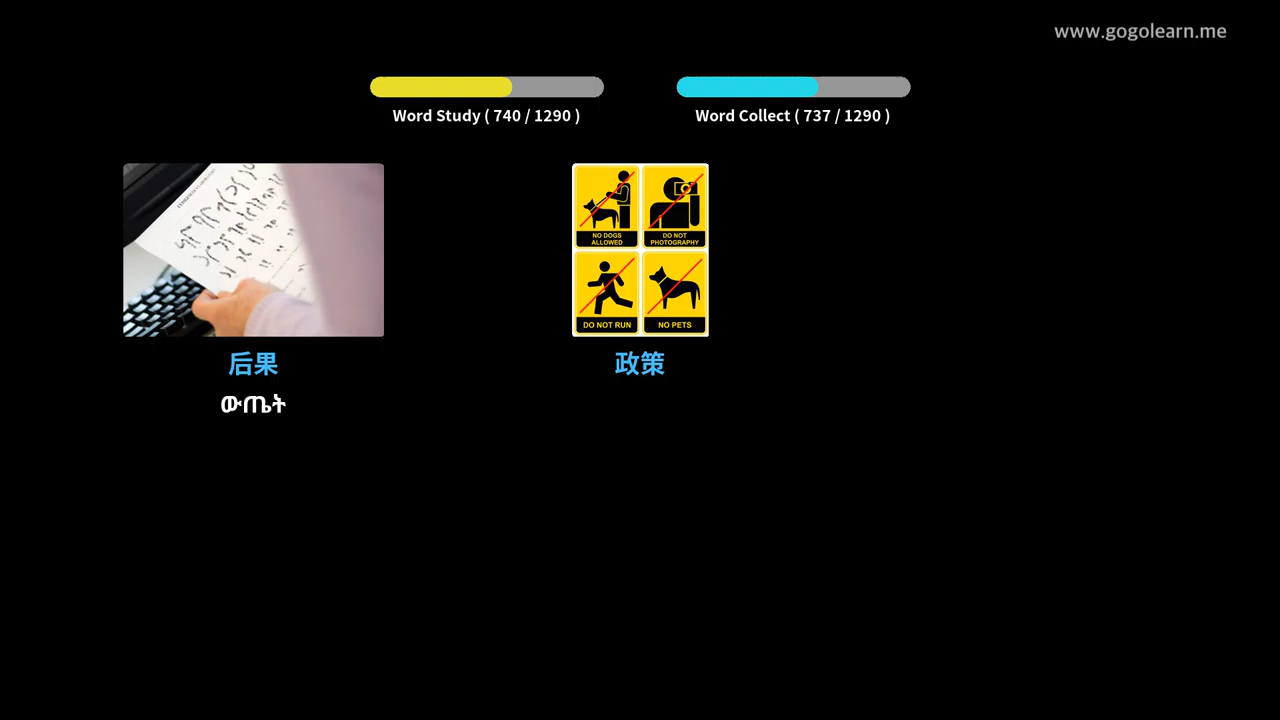 www.gogolearn.me
Word Study ( 740 / 1290 )
Word Collect ( 737 / 1290 )
NO DOGS
ALLOWED
DO NOT
PHOTOGRAPHY
DO NOT RUN
NO PETS
后果
政策
ውጤት